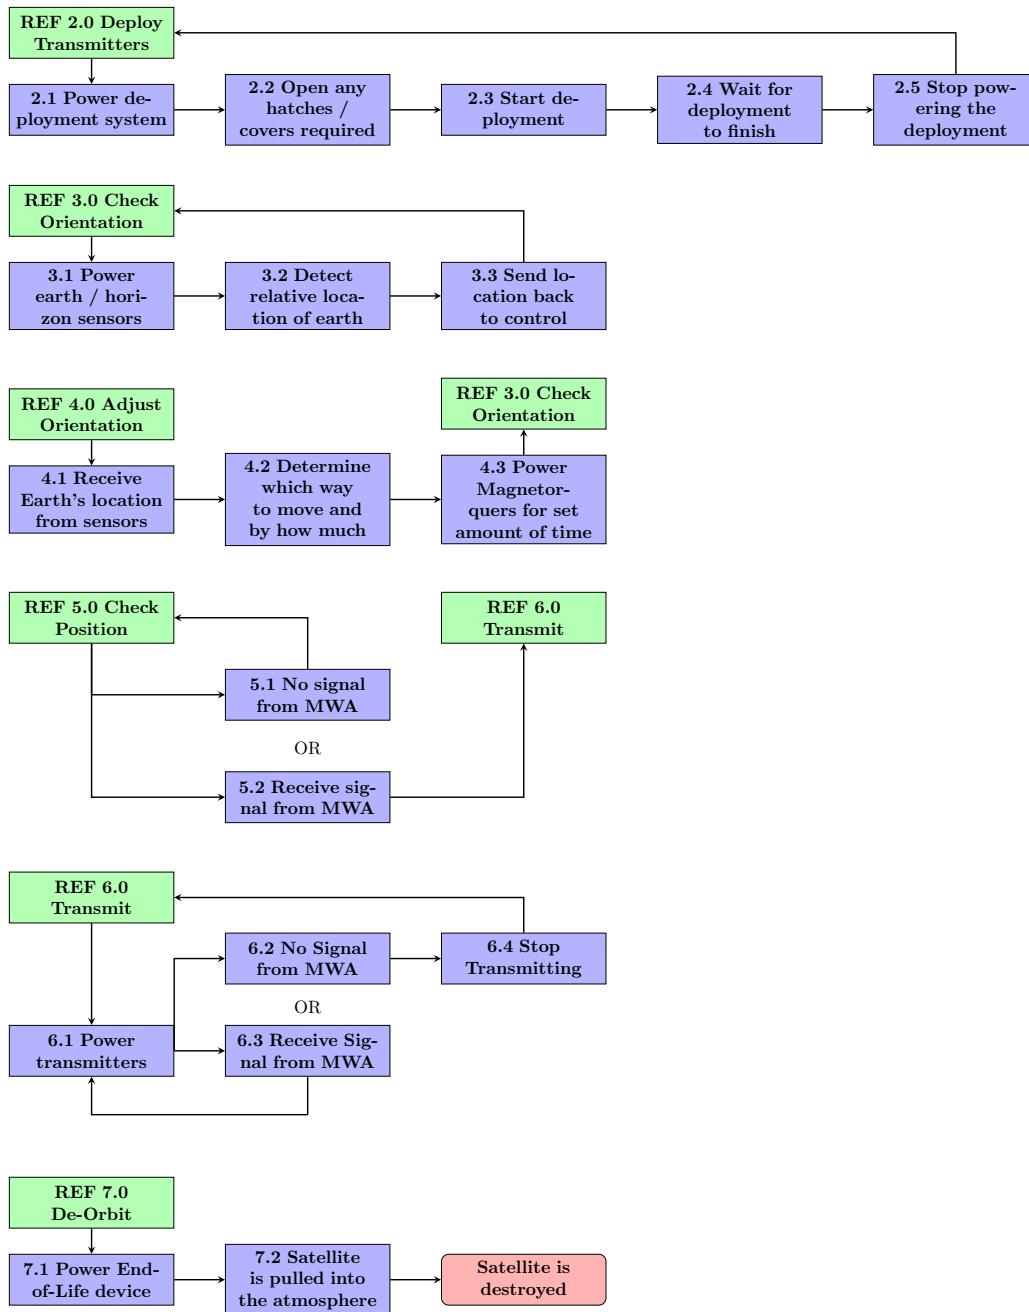 REF 2.0 Deploy
Transmitters
2.1 Power de-
ployment system
2.2 Open any
hatches /
covers required
2.3 Start de-
ployment
2.4 Wait for
deployment
to finish
2.5 Stop pow-
ering the
deployment
REF 3.0 Check
Orientation
3.1 Power
earth / hori-
zon sensors
3.2 Detect
relative loca-
tion of earth
3.3 Send lo-
cation back
to control
REF 4.0 Adjust
Orientation
4.1 Receive
Earth's location
from sensors
4.2 Determine
which way
to move and
by how much
REF 3.0 Check
Orientation
4.3 Power
Magnetor-
quers for set
amount of time
REF 5.0 Check
Position
REF 6.0
Transmit
5.1 No signal
from MWA
OR
5.2 Receive sig-
nal from MWA
REF 6.0
Transmit
6.1 Power
transmitters
6.2 No Signal
from MWA
OR
6.3 Receive Sig-
nal from MWA
6.4 Stop
Transmitting
REF 7.0
De-Orbit
7.1 Power End-
of-Life device
7.2 Satellite
is pulled into
the atmosphere
Satellite is
destroyed